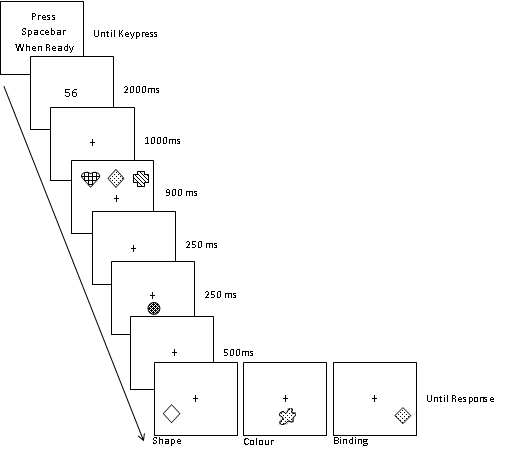 Press
Spacebar
When Ready
Until Keypress
56
2000ms
+
1000ms
+
900 ms
+
250 ms
+
250 ms
+
500ms
+
+
+
Until Response
Shape
Colour
Binding